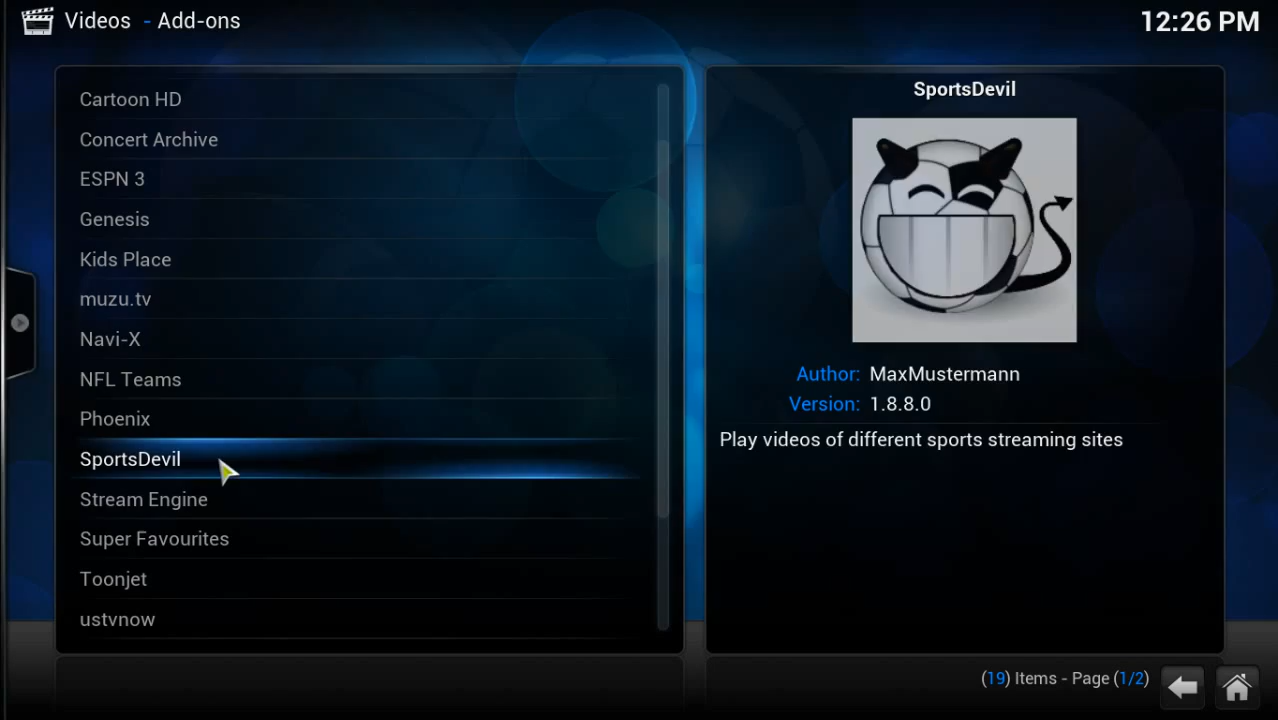 Videos - Add-ons
12:26 PM
Cartoon HD
Concert Archive
ESPN 3
Genesis
Kids Place
muzu.tv
Navi-X
NFL Teams
Phoenix
SportsDevil
Stream Engine
Super Favourites
Toonjet
ustvnow
SportsDevil
Author: MaxMustermann
Version: 1.8.8.0
Play videos of different sports streaming sites
(19) Items - Page (1/2)